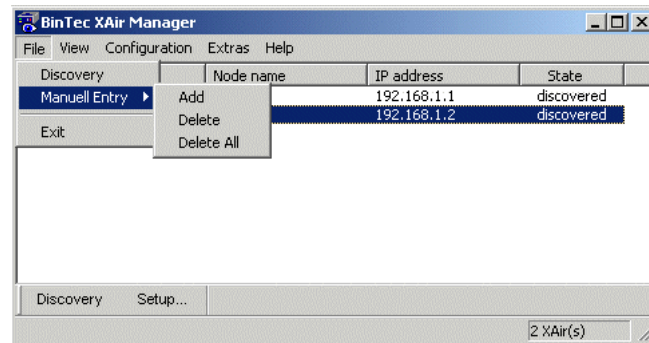 BinTec XAir Manager
File View Configuration Extras Help
Discovery Node name IP address State
Manuell Entry Add 192.168.1.1 discovered
Delete 192.168.1.2 discovered
Exit Delete All
Discovery Setup...
2 XAir(s)